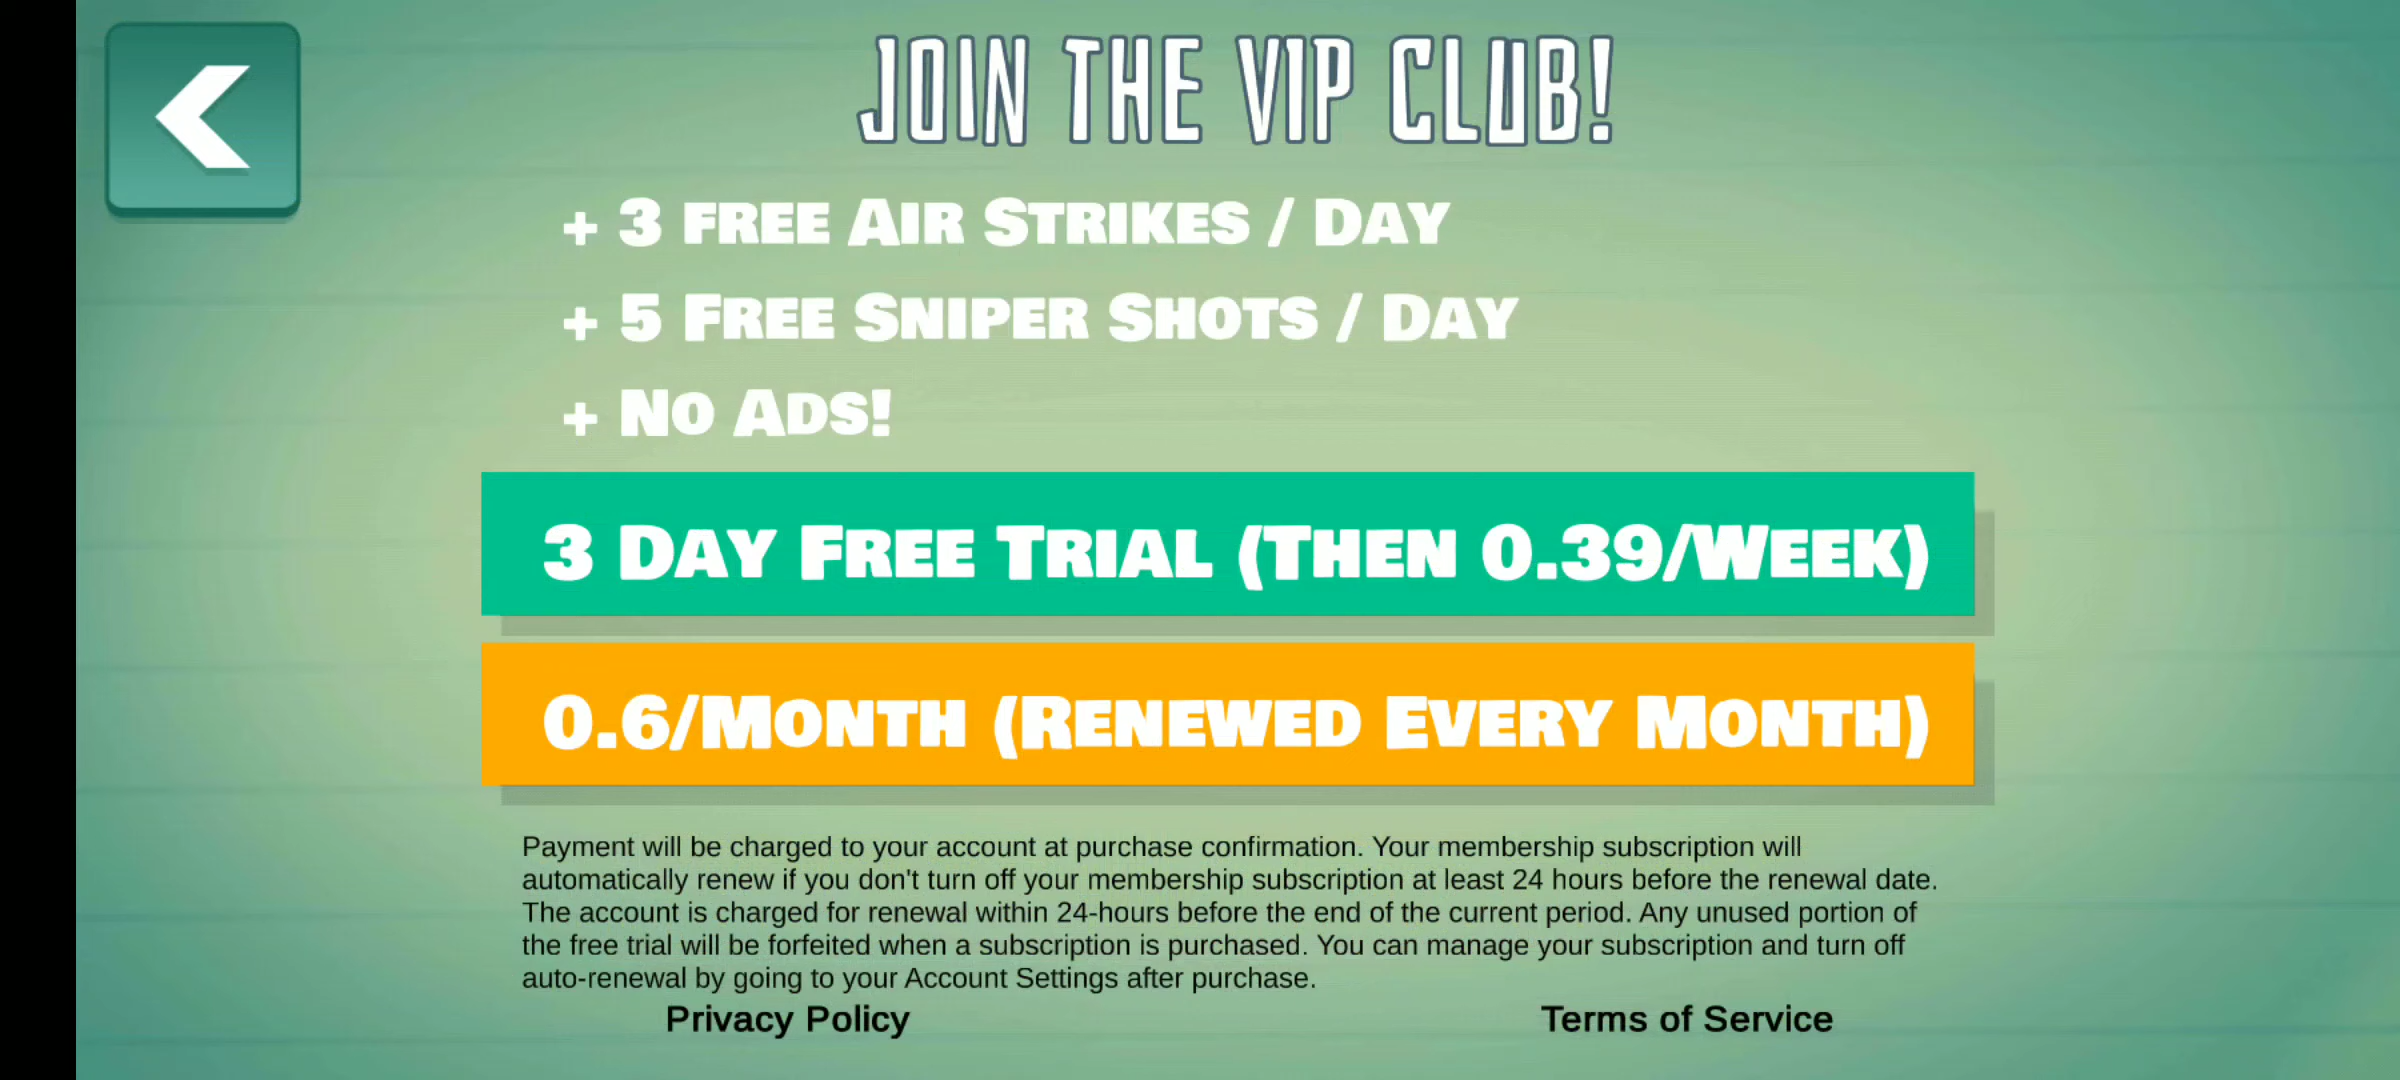 JOIN THE VIP CLUB!
+ 3 FREE AIR STRIKES / DAY
+ 5 FREE SNIPER SHOTS / DAY
+ NO ADS!
3 DAY FREE TRIAL (THEN 0.39/WEEK)
0.6/MONTH (RENEWED EVERY MONTH)
Payment will be charged to your account at purchase confirmation. Your membership subscription will
automatically renew if you don't turn off your membership subscription at least 24 hours before the renewal date.
The account is charged for renewal within 24-hours before the end of the current period. Any unused portion of
the free trial will be forfeited when a subscription is purchased. You can manage your subscription and turn off
auto-renewal by going to your Account Settings after purchase.
Privacy Policy Terms of Service